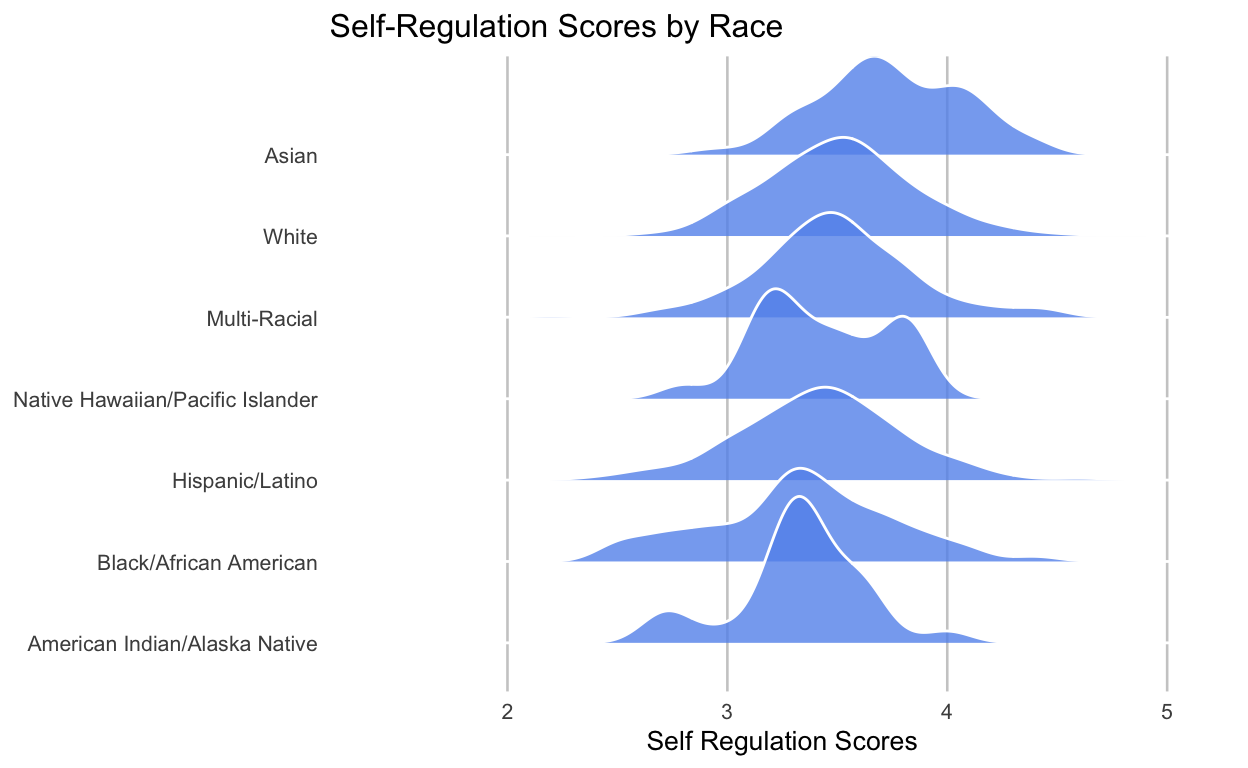 Self-Regulation Scores by Race
Asian
White
Multi-Racial
Native Hawaiian/Pacific Islander
Hispanic/Latino
Black/African American
American Indian/Alaska Native
2 3 4 5
Self Regulation Scores